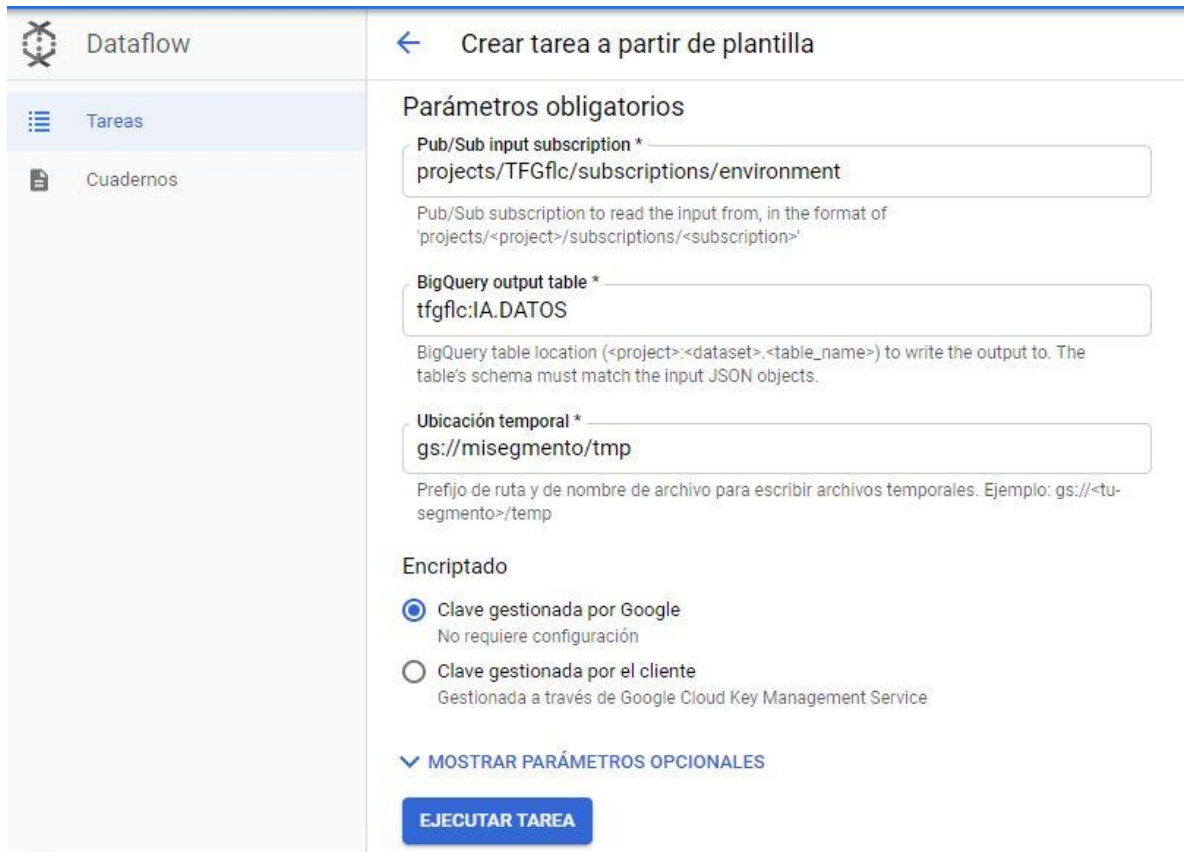 Dataflow
Crear tarea a partir de plantilla
Tareas
Cuadernos
Parámetros obligatorios
Pub/Sub input subscription *
projects/TFGflc/subscriptions/environment
Pub/Sub subscription to read the input from, in the format of
'projects/<project>/subscriptions/<subscription>'
BigQuery output table *
tfgflc:IA.DATOS
BigQuery table location (<project>:<dataset>.<table_name>) to write the output to. The
table's schema must match the input JSON objects.
Ubicación temporal *
gs://misegmento/tmp
Prefijo de ruta y de nombre de archivo para escribir archivos temporales. Ejemplo: gs://<tu-
segmento>/temp
Encriptado
Clave gestionada por Google
No requiere configuración
Clave gestionada por el cliente
Gestionada a través de Google Cloud Key Management Service
MOSTRAR PARÁMETROS OPCIONALES
EJECUTAR TAREA